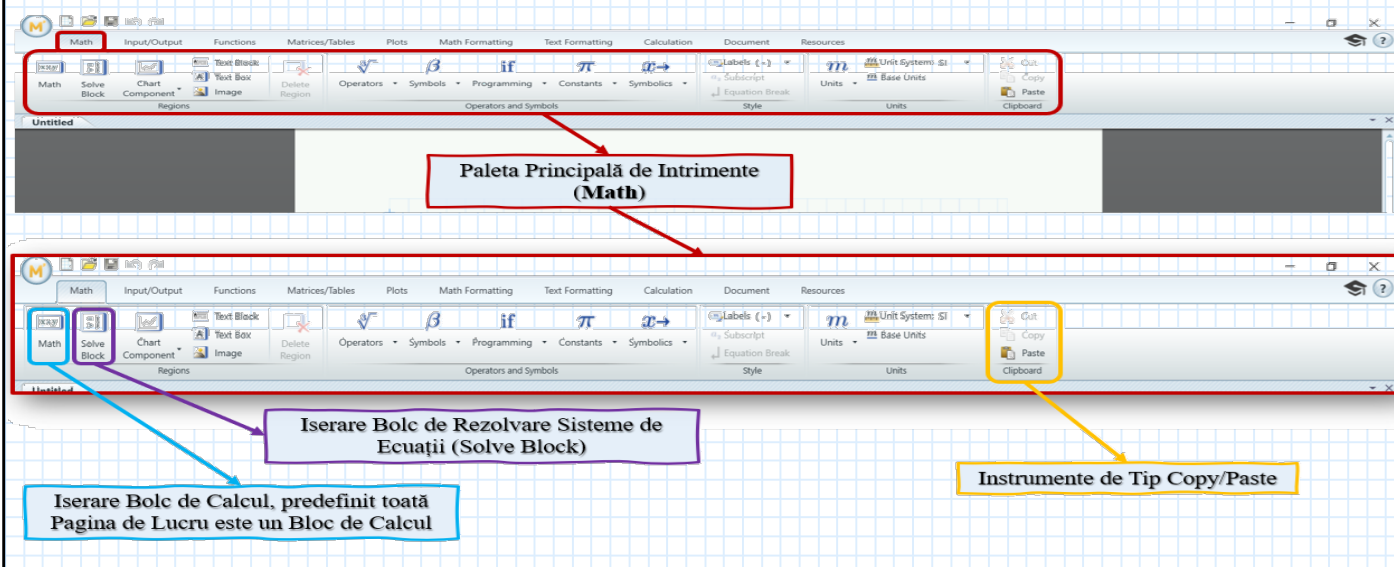 Math Input/Output Functions Matrices/Tables Plots Math Formatting Text Formatting Calculation Document Resources
Text Block Labels (-) Unit System: SI Cut
Text Box Subscript Base Units Copy
Math Solve Block Chart Component Image Delete Region Operators Symbols Programming Constants Symbolics Equation Break Units Paste
Regions Operators and Symbols Style Units Clipboard
Untitled
Paleta Principală de Intrimente
(Math)
Math Input/Output Functions Matrices/Tables Plots Math Formatting Text Formatting Calculation Document Resources
Text Block Labels (-) Unit System: SI Cut
Text Box Subscript Base Units Copy
Math Solve Block Chart Component Image Delete Region Operators Symbols Programming Constants Symbolics Equation Break Units Paste
Regions Operators and Symbols Style Units Clipboard
Untitled
Iserare Bolc de Rezolvare Sisteme de
Ecuații (Solve Block)
Instrumente de Tip Copy/Paste
Iserare Bolc de Calcul, predefinit toată
Pagina de Lucru este un Bloc de Calcul